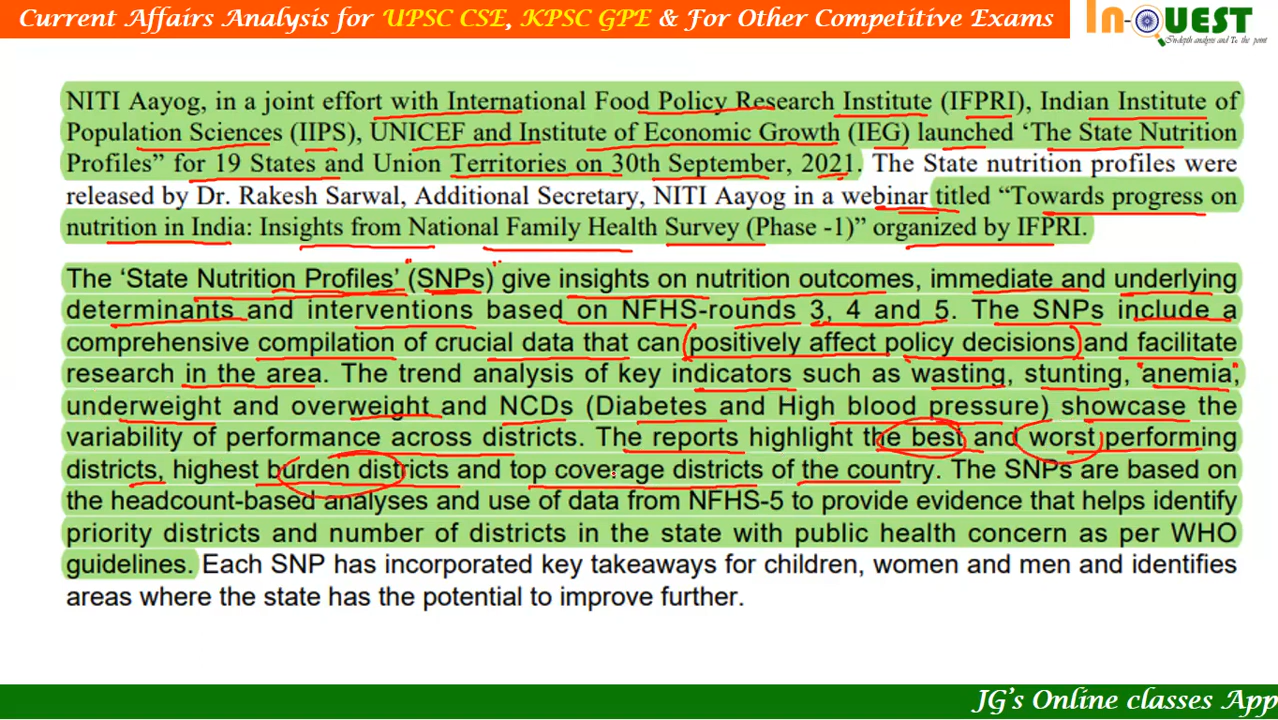 Current Affairs Analysis for UPSC CSE, KPSC GPE & For Other Competitive Exams
In-QUEST
In-depth analyses and To the point
NITI Aayog, in a joint effort with International Food Policy Research Institute (IFPRI), Indian Institute of
Population Sciences (IIPS), UNICEF and Institute of Economic Growth (IEG) launched ‘The State Nutrition
Profiles” for 19 States and Union Territories on 30th September, 2021. The State nutrition profiles were
released by Dr. Rakesh Sarwal, Additional Secretary, NITI Aayog in a webinar titled “Towards progress on
nutrition in India: Insights from National Family Health Survey (Phase -1)” organized by IFPRI.
The ‘State Nutrition Profiles’ (SNPs) give insights on nutrition outcomes, immediate and underlying
determinants and interventions based on NFHS-rounds 3, 4 and 5. The SNPs include a
comprehensive compilation of crucial data that can positively affect policy decisions and facilitate
research in the area. The trend analysis of key indicators such as wasting, stunting, anemia,
underweight and overweight and NCDs (Diabetes and High blood pressure) showcase the
variability of performance across districts. The reports highlight the best and worst performing
districts, highest burden districts and top coverage districts of the country. The SNPs are based on
the headcount-based analyses and use of data from NFHS-5 to provide evidence that helps identify
priority districts and number of districts in the state with public health concern as per WHO
guidelines. Each SNP has incorporated key takeaways for children, women and men and identifies
areas where the state has the potential to improve further.
JG's Online classes App